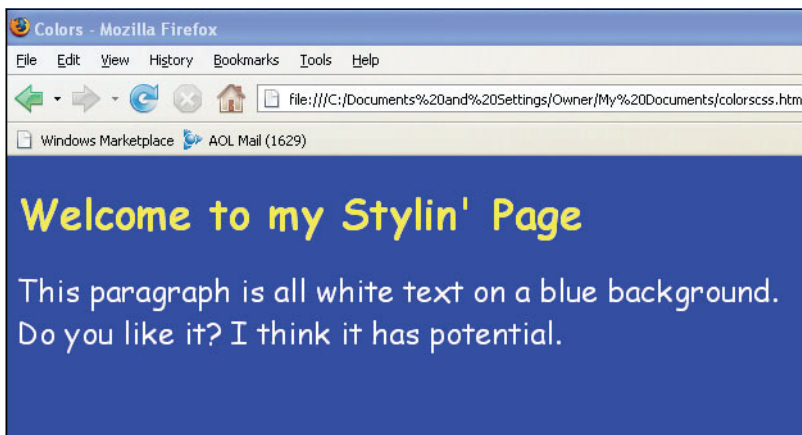 Colors - Mozilla Firefox
File Edit View History Bookmarks Tools Help
file:///C:/Documents%20and%20Settings/Owner/My%20Documents/colorscss.htm
Windows Marketplace AOL Mail (1629)
Welcome to my Stylin' Page
This paragraph is all white text on a blue background.
Do you like it? I think it has potential.